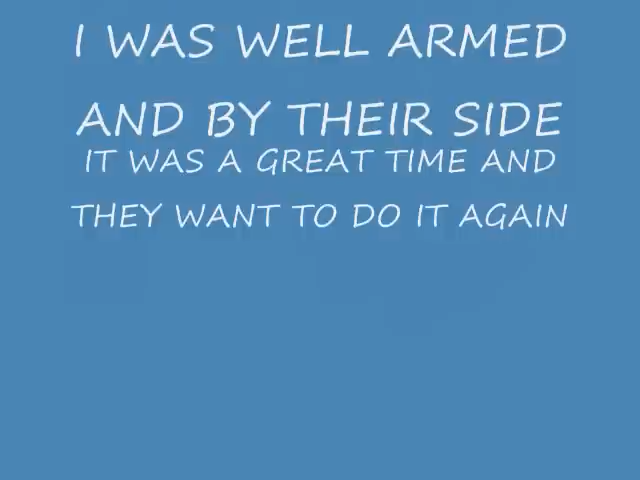 I WAS WELL ARMED
AND BY THEIR SIDE
IT WAS A GREAT TIME AND
THEY WANT TO DO IT AGAIN